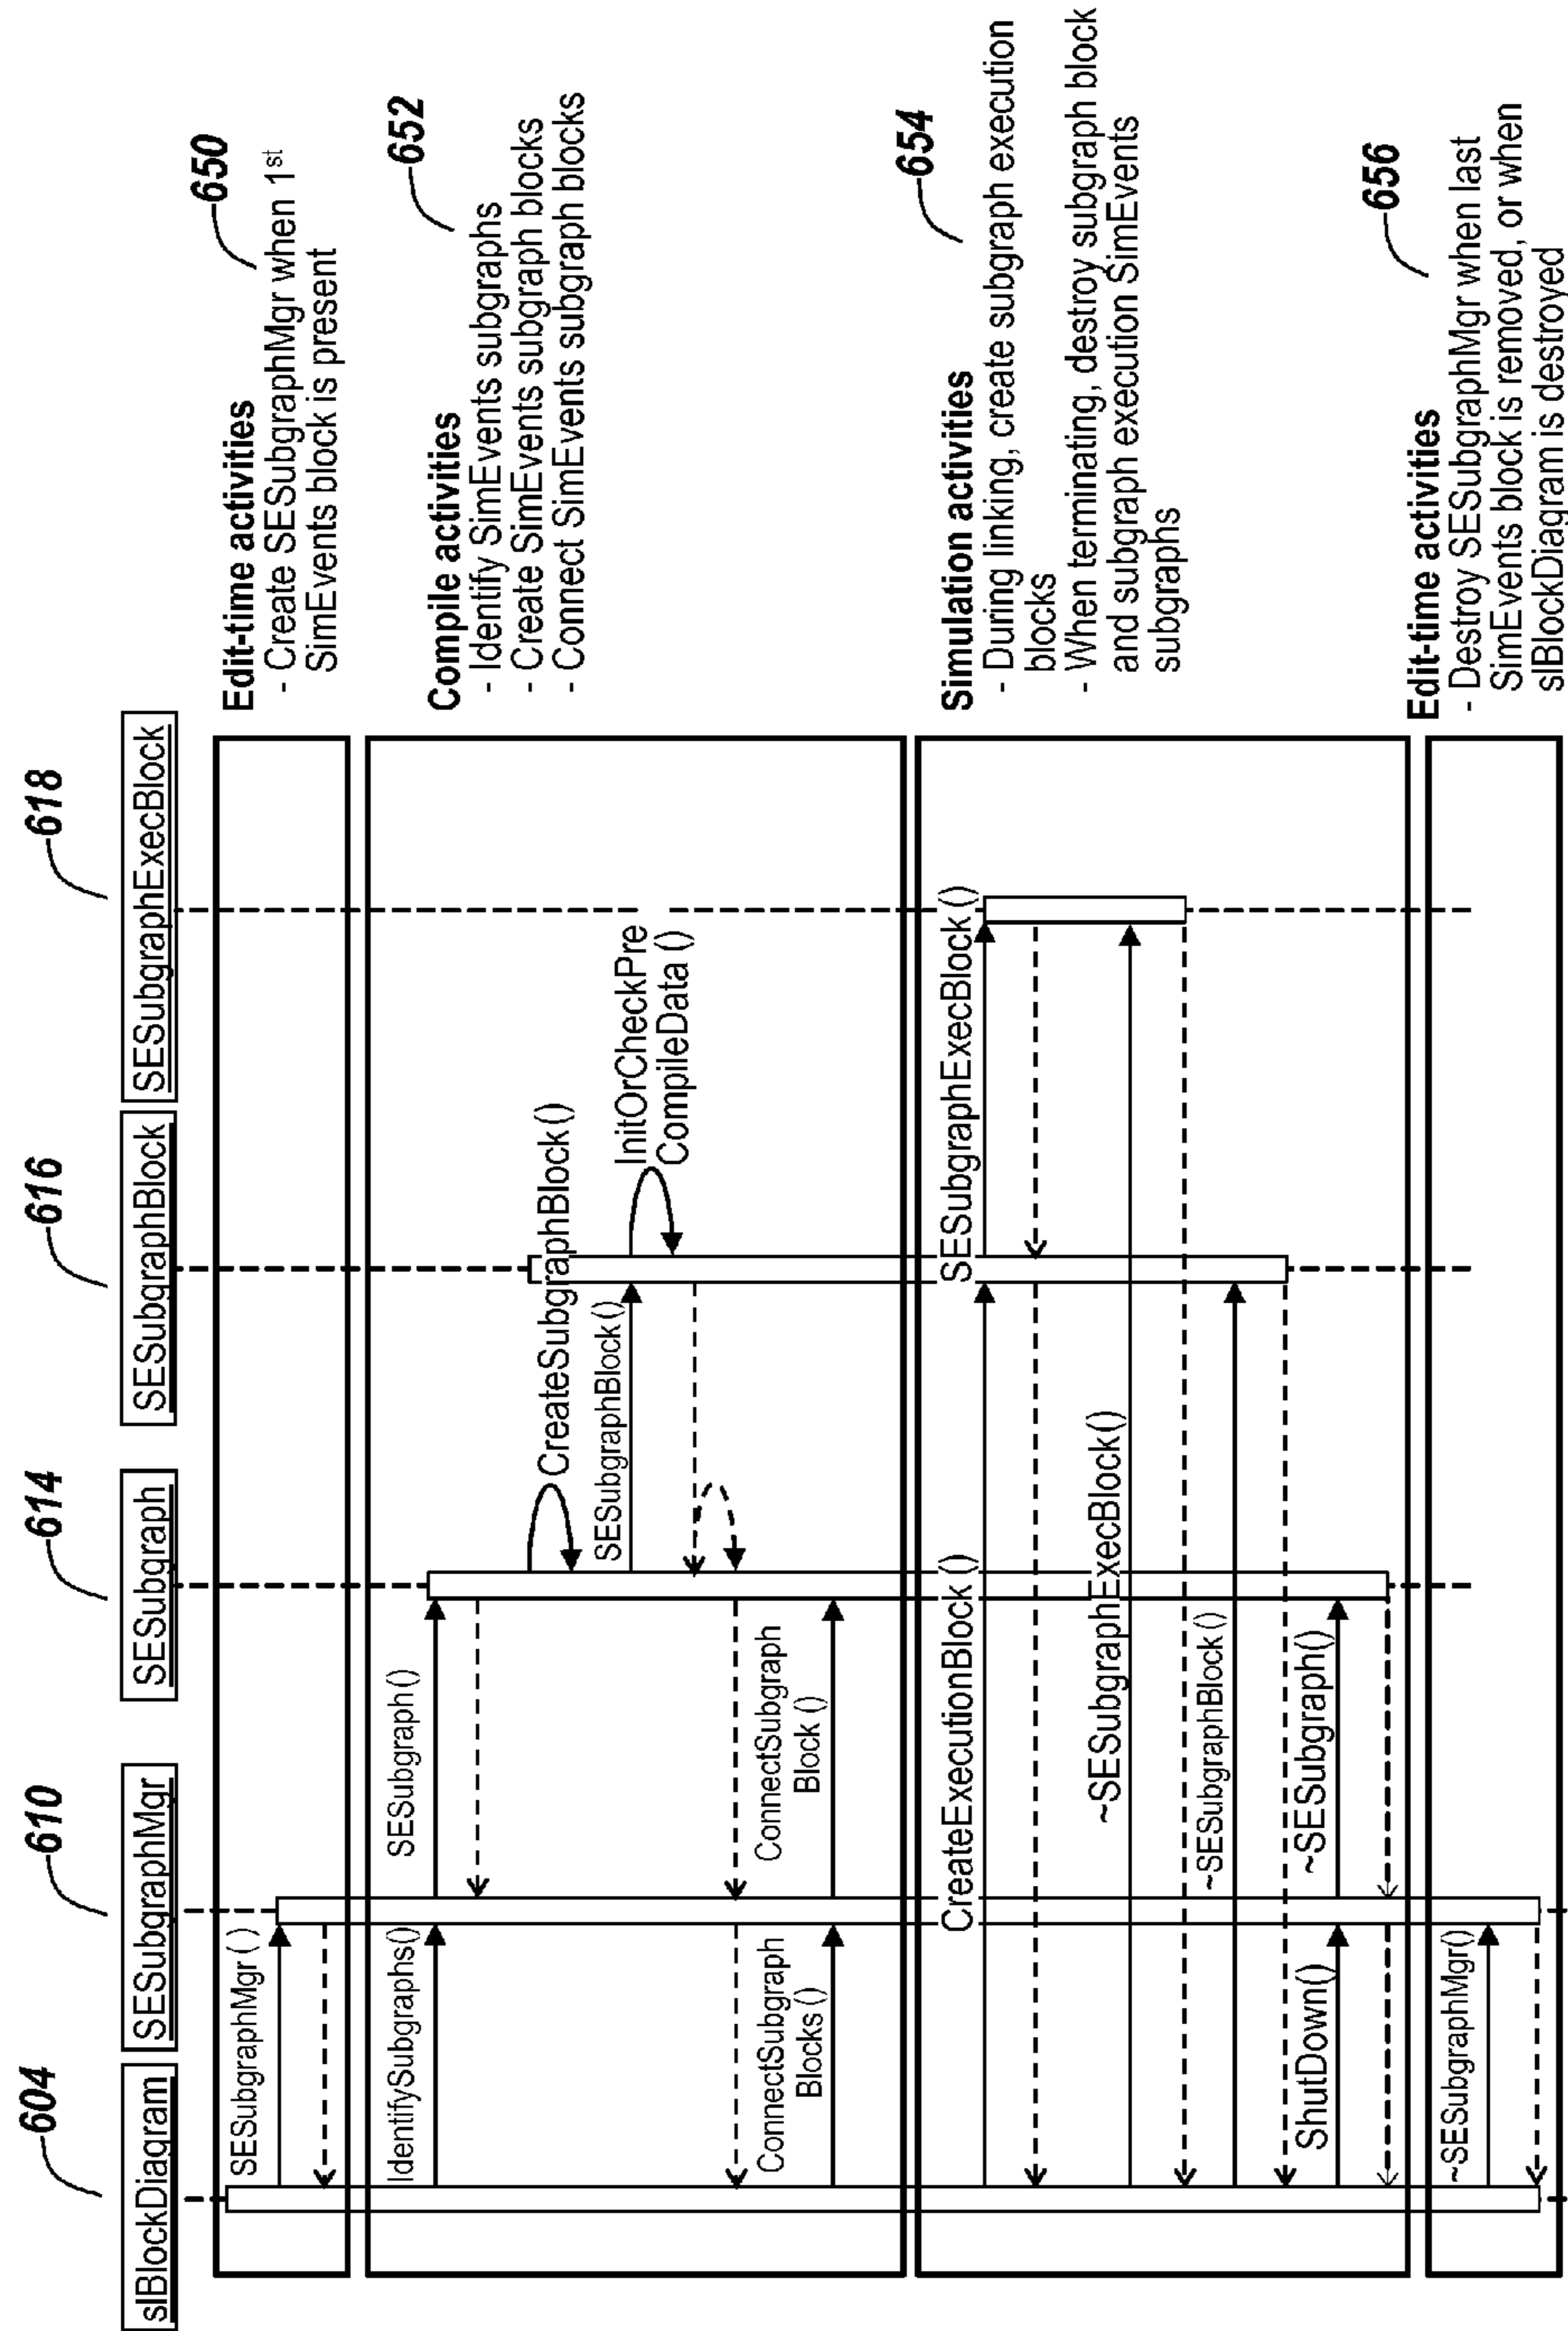 604
610
614
616
618
slBlockDiagram
SESubgraphMgr
SESubgraph
SESubgraphBlock
SESubgraphExecBlock
650
Edit-time activities
- Create SESubgraphMgr when 1st
SimEvents block is present
SESubgraphMgr ( )
652
Compile activities
- Identify SimEvents subgraphs
- Create SimEvents subgraph blocks
- Connect SimEvents subgraph blocks
IdentifySubgraphs()
SESubgraph ()
CreateSubgraphBlock ()
SESubgraphBlock ()
InitOrCheckPre
CompileData ()
ConnectSubgraph
Blocks ()
ConnectSubgraph
Block ()
654
Simulation activities
- During linking, create subgraph execution
blocks
- When terminating, destroy subgraph block
and subgraph execution SimEvents
subgraphs
CreateExecutionBlock ()
SESubgraphExecBlock ()
~SESubgraphExecBlock ()
~SESubgraphBlock ()
ShutDown()
~SESubgraph()
656
Edit-time activities
- Destroy SESubgraphMgr when last
SimEvents block is removed, or when
slBlockDiagram is destroyed
~SESubgraphMgr()